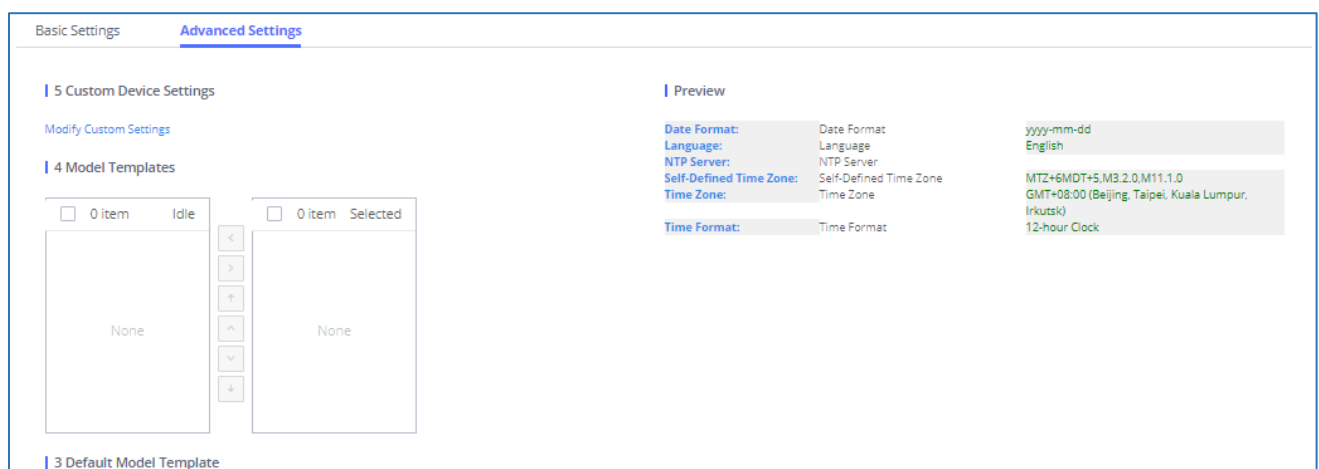 Basic Settings Advanced Settings
5 Custom Device Settings
Modify Custom Settings
4 Model Templates
0 item Idle
0 item Selected
None
None
3 Default Model Template
Preview
Date Format: Date Format yyyy-mm-dd
Language: Language English
NTP Server: NTP Server
Self-Defined Time Zone: Self-Defined Time Zone MTZ+6MDT+5,M3.2.0,M11.1.0
Time Zone: Time Zone GMT+08:00 (Beijing, Taipei, Kuala Lumpur,
Irkutsk)
Time Format: Time Format 12-hour Clock